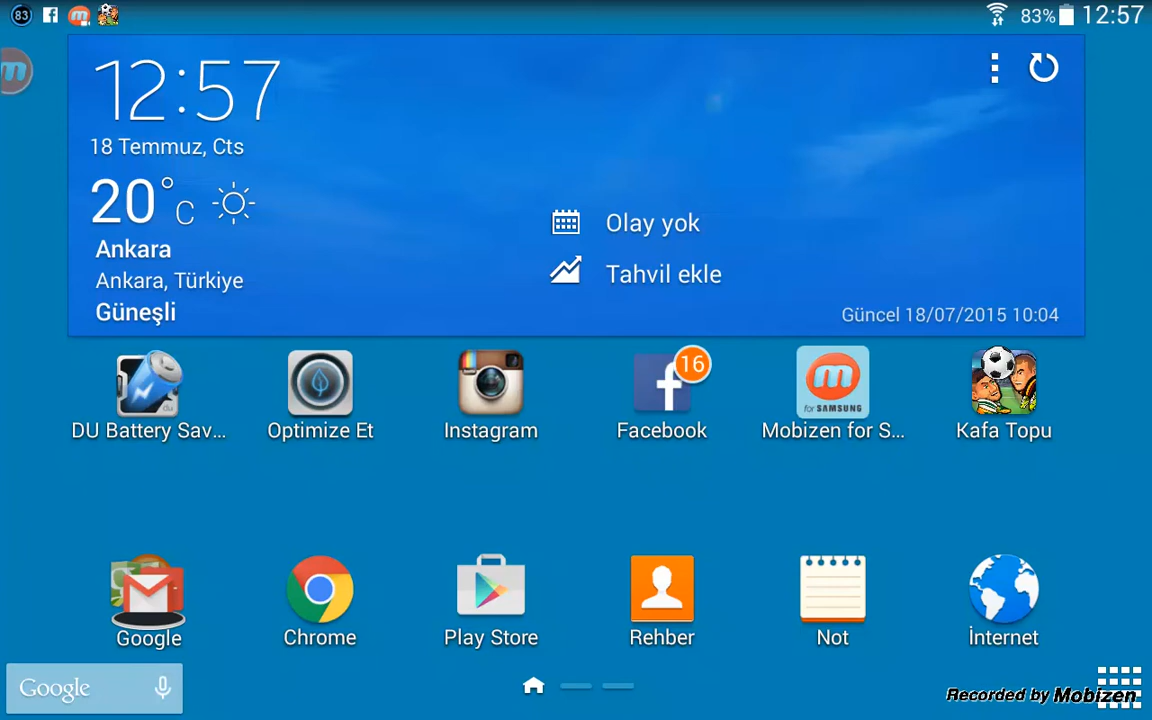 83 83% 12:57
12:57
18 Temmuz, Cts
20°C
Ankara
Ankara, Türkiye
Güneşli
Olay yok
Tahvil ekle
Güncel 18/07/2015 10:04
16
for SAMSUNG
DU Battery Sav... Optimize Et Instagram Facebook Mobizen for S... Kafa Topu
Google Chrome Play Store Rehber Not İnternet
Google
Recorded by Mobizen